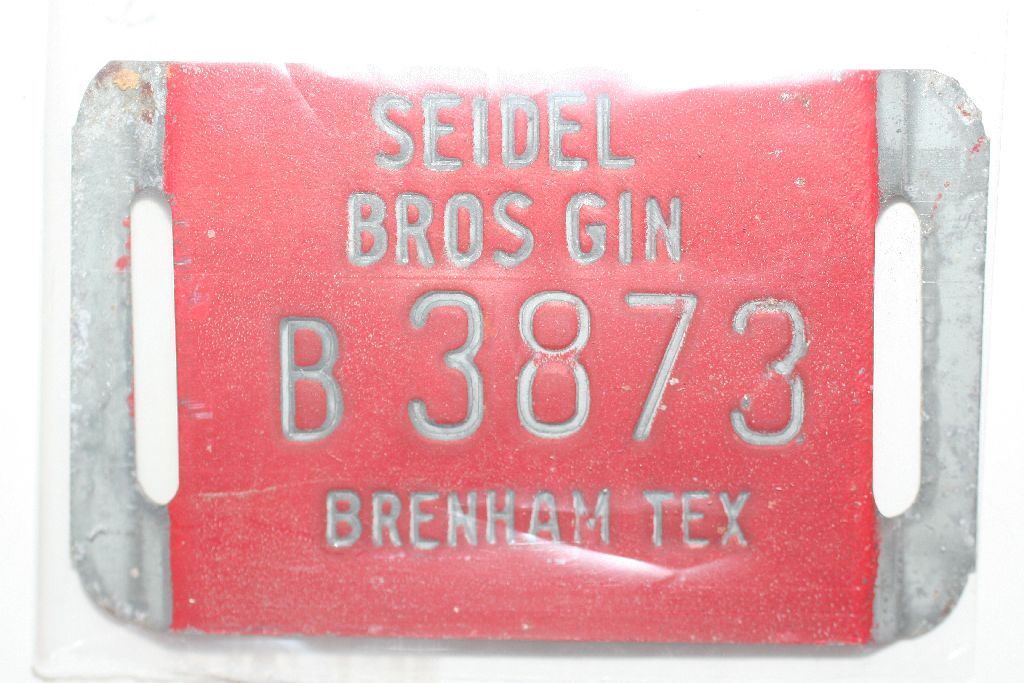 SEIDEL
BROS GIN
B 3873
BRENHAM TEX